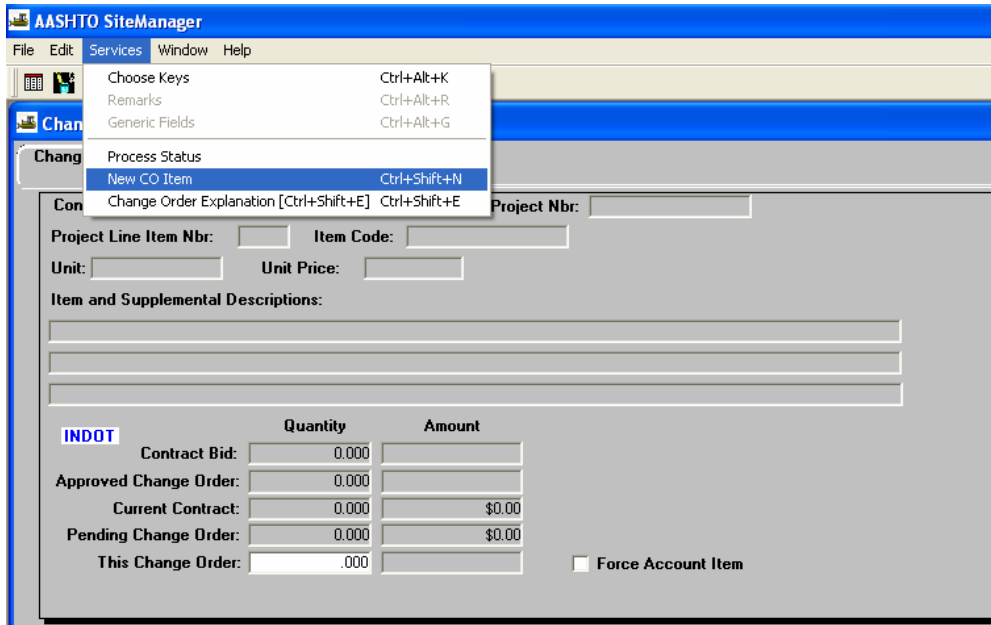 AASHTO SiteManager
File Edit Services Window Help
Choose Keys Ctrl+Alt+K
Remarks Ctrl+Alt+R
Generic Fields Ctrl+Alt+G
Chan
Chang
Process Status
New CO Item Ctrl+Shift+N
Change Order Explanation [Ctrl+Shift+E] Ctrl+Shift+E
Con Project Nbr:
Project Line Item Nbr: Item Code:
Unit: Unit Price:
Item and Supplemental Descriptions:
Quantity Amount
INDOT
Contract Bid: 0.000
Approved Change Order: 0.000
Current Contract: 0.000 $0.00
Pending Change Order: 0.000 $0.00
This Change Order: .000 Force Account Item